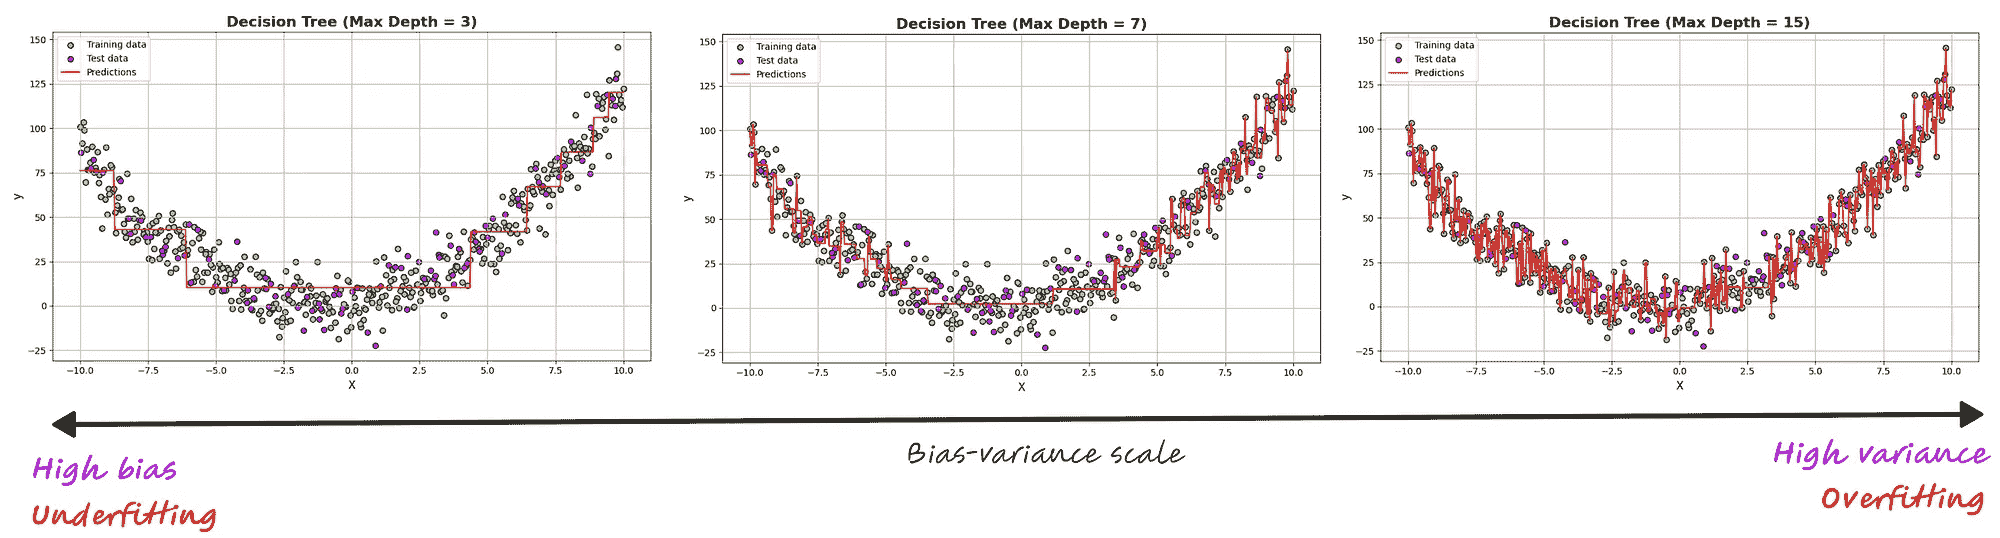 Decision Tree (Max Depth = 3)
Training data
Test data
Predictions
150
125
100
75
50
25
0
−25
y
−10.0 −7.5 −5.0 −2.5 0.0 2.5 5.0 7.5 10.0
X
Decision Tree (Max Depth = 7)
Training data
Test data
Predictions
150
125
100
75
50
25
0
−25
y
−10.0 −7.5 −5.0 −2.5 0.0 2.5 5.0 7.5 10.0
X
Decision Tree (Max Depth = 15)
Training data
Test data
Predictions
150
125
100
75
50
25
0
−25
y
−10.0 −7.5 −5.0 −2.5 0.0 2.5 5.0 7.5 10.0
X
High bias
Underfitting
Bias-variance scale
High variance
Overfitting